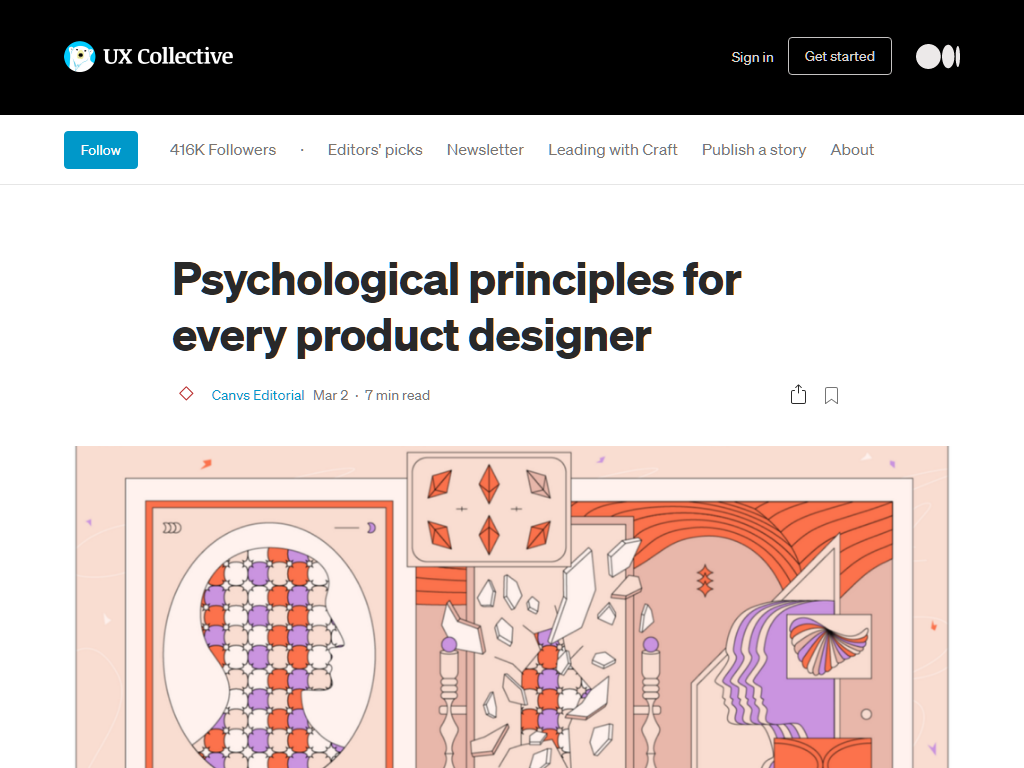 UX Collective
Sign in
Get started
Follow
416K Followers
·
Editors' picks
Newsletter
Leading with Craft
Publish a story
About
Psychological principles for
every product designer
Canvs Editorial Mar 2 · 7 min read